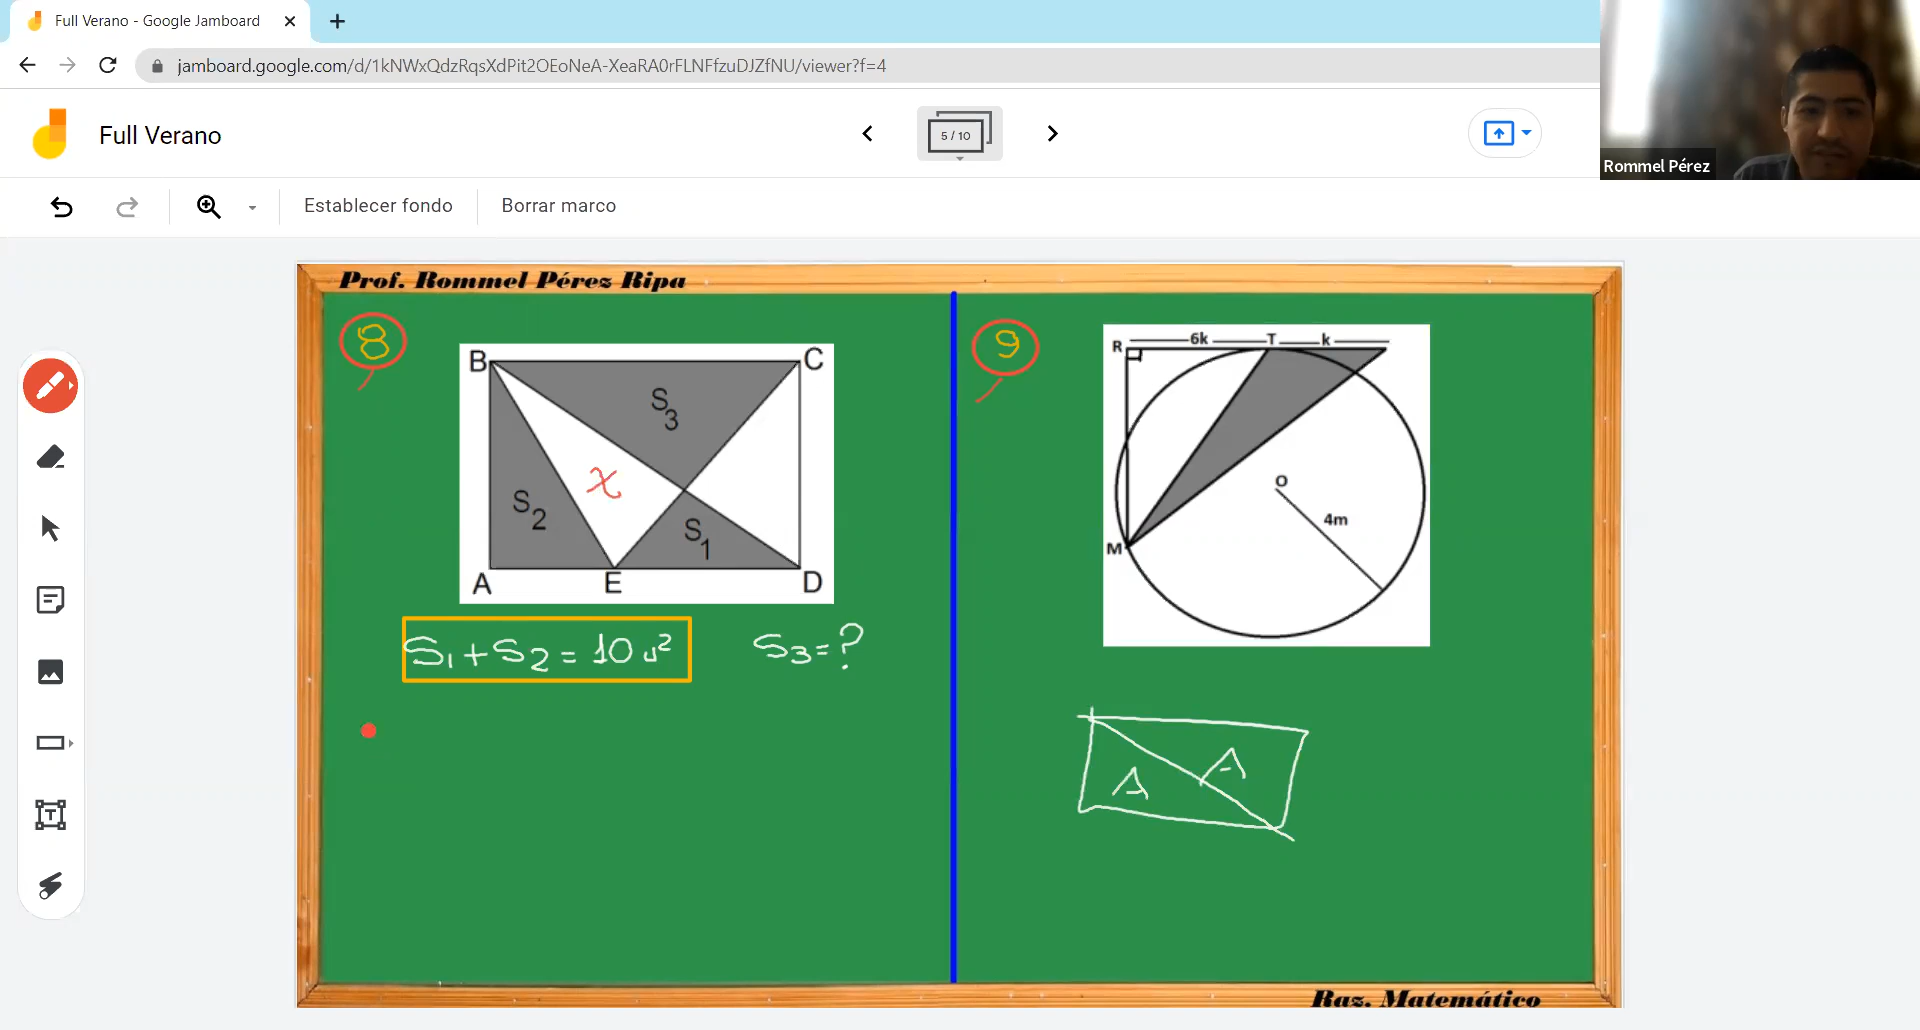 Full Verano - Google Jamboard
jamboard.google.com/d/1kNWxQdzRqsXdPit2OEoNeA-XeaRA0rFLNFfzuDJZfNU/viewer?f=4
Full Verano
5 / 10
Rommel Pérez
Establecer fondo
Borrar marco
Prof. Rommel Pérez Ripa
8
B
C
S3
x
S2
S1
A
E
D
S1 + S2 = 10 u²
S3 = ?
9
R
6k
T
k
O
4m
M
A
A
Raz. Matemático